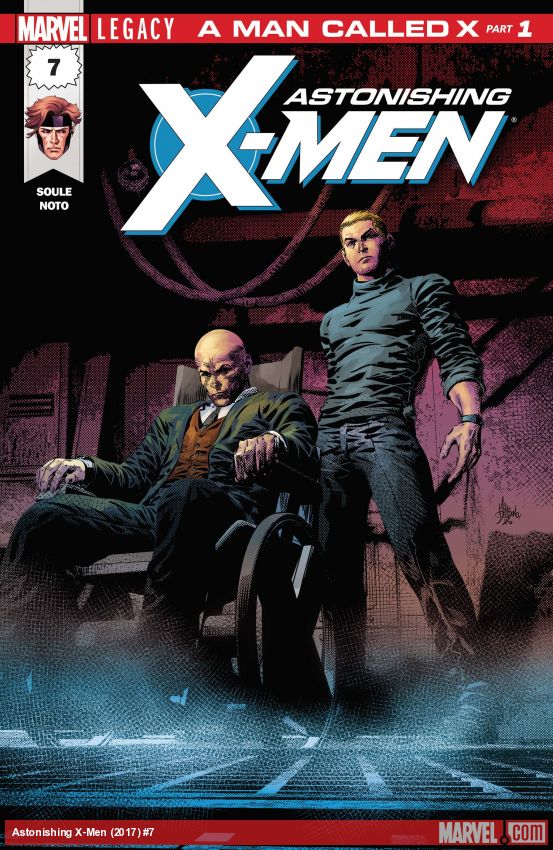 MARVEL LEGACY A MAN CALLED X PART 1
7
ASTONISHING
X-MEN®
SOULE
NOTO
Astonishing X-Men (2017) #7
MARVEL.COM